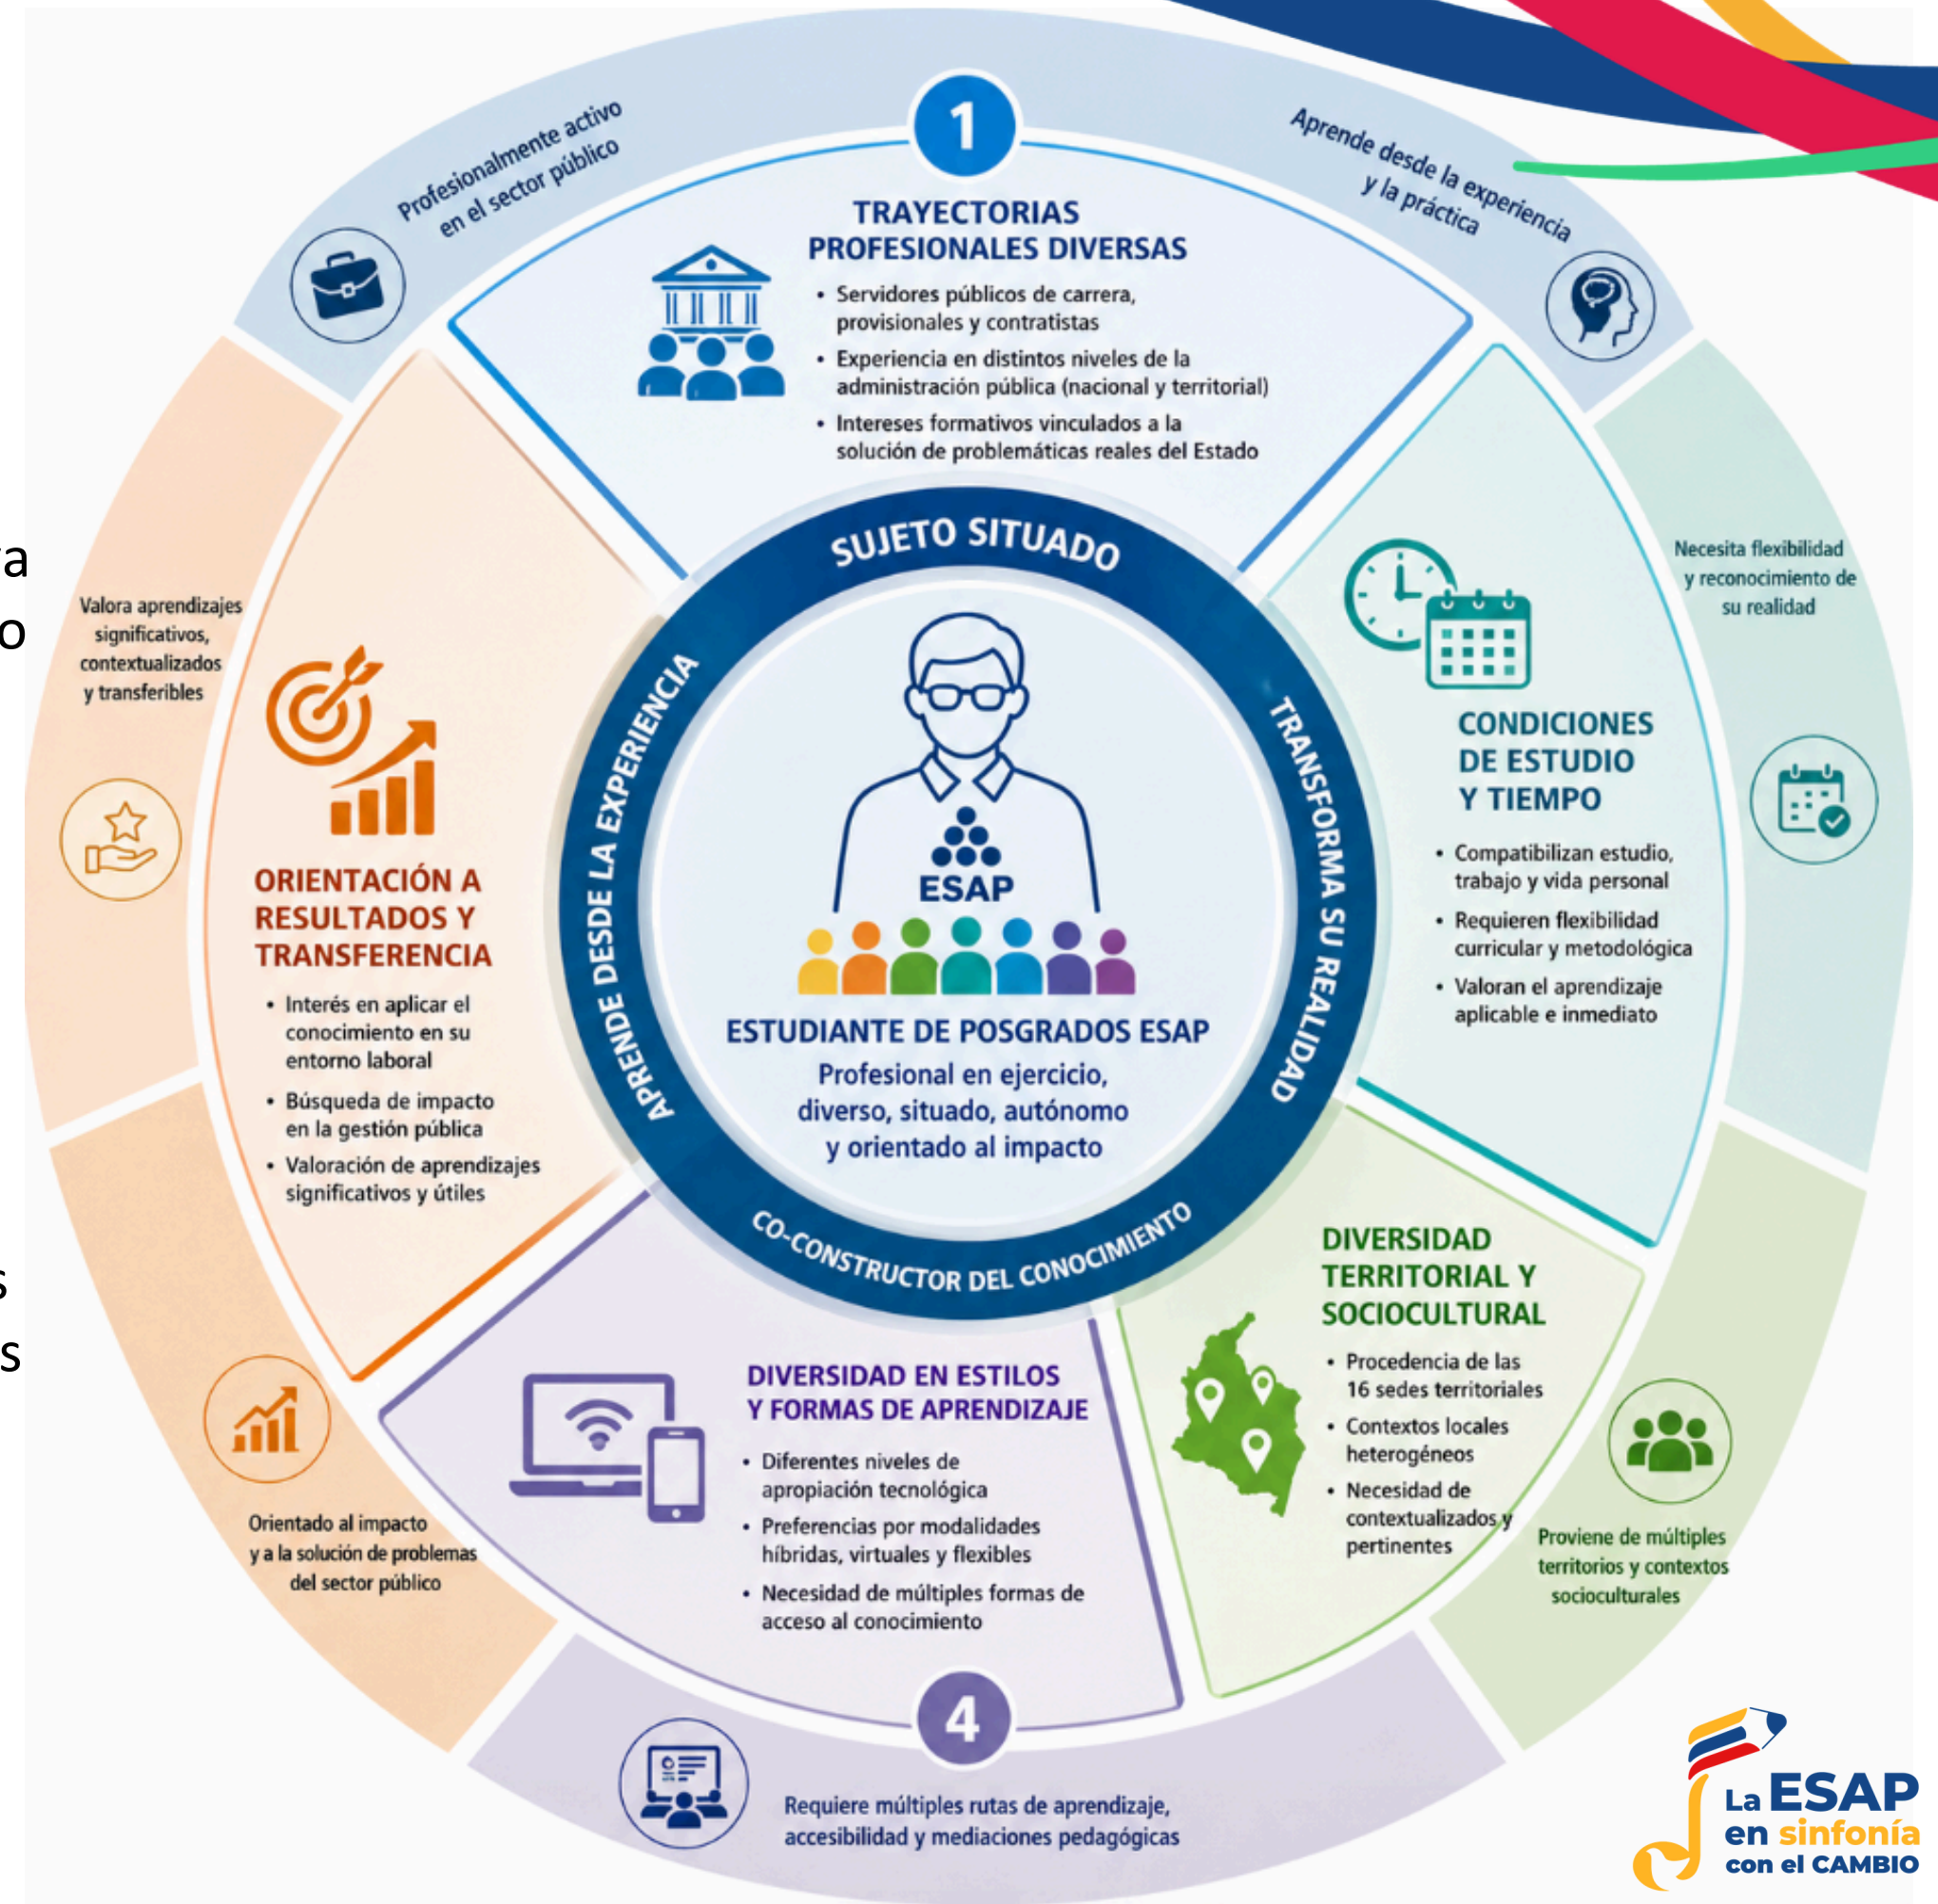 Profesionalmente activo
en el sector público
1
Aprende desde la experiencia
y la práctica
TRAYECTORIAS
PROFESIONALES DIVERSAS
• Servidores públicos de carrera,
provisionales y contratistas
• Experiencia en distintos niveles de la
administración pública (nacional y territorial)
• Intereses formativos vinculados a la
solución de problemáticas reales del Estado
Necesita flexibilidad
y reconocimiento de
su realidad
CONDICIONES
DE ESTUDIO
Y TIEMPO
• Compatibilizan estudio,
trabajo y vida personal
• Requieren flexibilidad
curricular y metodológica
• Valoran el aprendizaje
aplicable e inmediato
DIVERSIDAD
TERRITORIAL Y
SOCIOCULTURAL
• Procedencia de las
16 sedes territoriales
• Contextos locales
heterogéneos
• Necesidad de
contextualizados y
pertinentes
Proviene de múltiples
territorios y contextos
socioculturales
DIVERSIDAD EN ESTILOS
Y FORMAS DE APRENDIZAJE
• Diferentes niveles de
apropiación tecnológica
• Preferencias por modalidades
híbridas, virtuales y flexibles
• Necesidad de múltiples formas de
acceso al conocimiento
4
Requiere múltiples rutas de aprendizaje,
accesibilidad y mediaciones pedagógicas
Valora aprendizajes
significativos,
contextualizados
y transferibles
ORIENTACIÓN A
RESULTADOS Y
TRANSFERENCIA
• Interés en aplicar el
conocimiento en su
entorno laboral
• Búsqueda de impacto
en la gestión pública
• Valoración de aprendizajes
significativos y útiles
Orientado al impacto
y a la solución de problemas
del sector público
SUJETO SITUADO
TRANSFORMA SU REALIDAD
CO-CONSTRUCTOR DEL CONOCIMIENTO
APRENDE DESDE LA EXPERIENCIA
ESAP
ESTUDIANTE DE POSGRADOS ESAP
Profesional en ejercicio,
diverso, situado, autónomo
y orientado al impacto
La ESAP
en sinfonía
con el CAMBIO